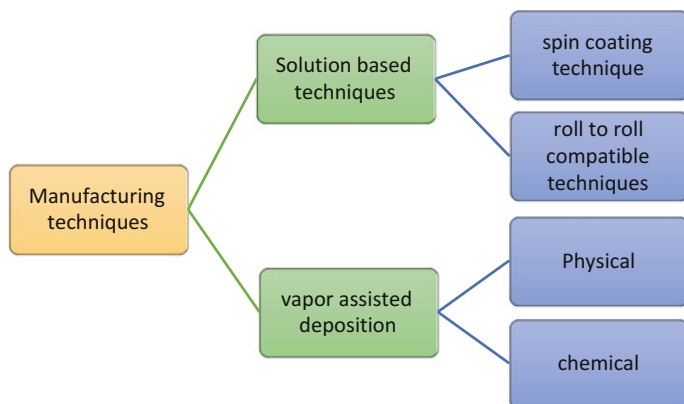 Manufacturing
techniques
Solution based
techniques
spin coating
technique
roll to roll
compatible
techniques
vapor assisted
deposition
Physical
chemical